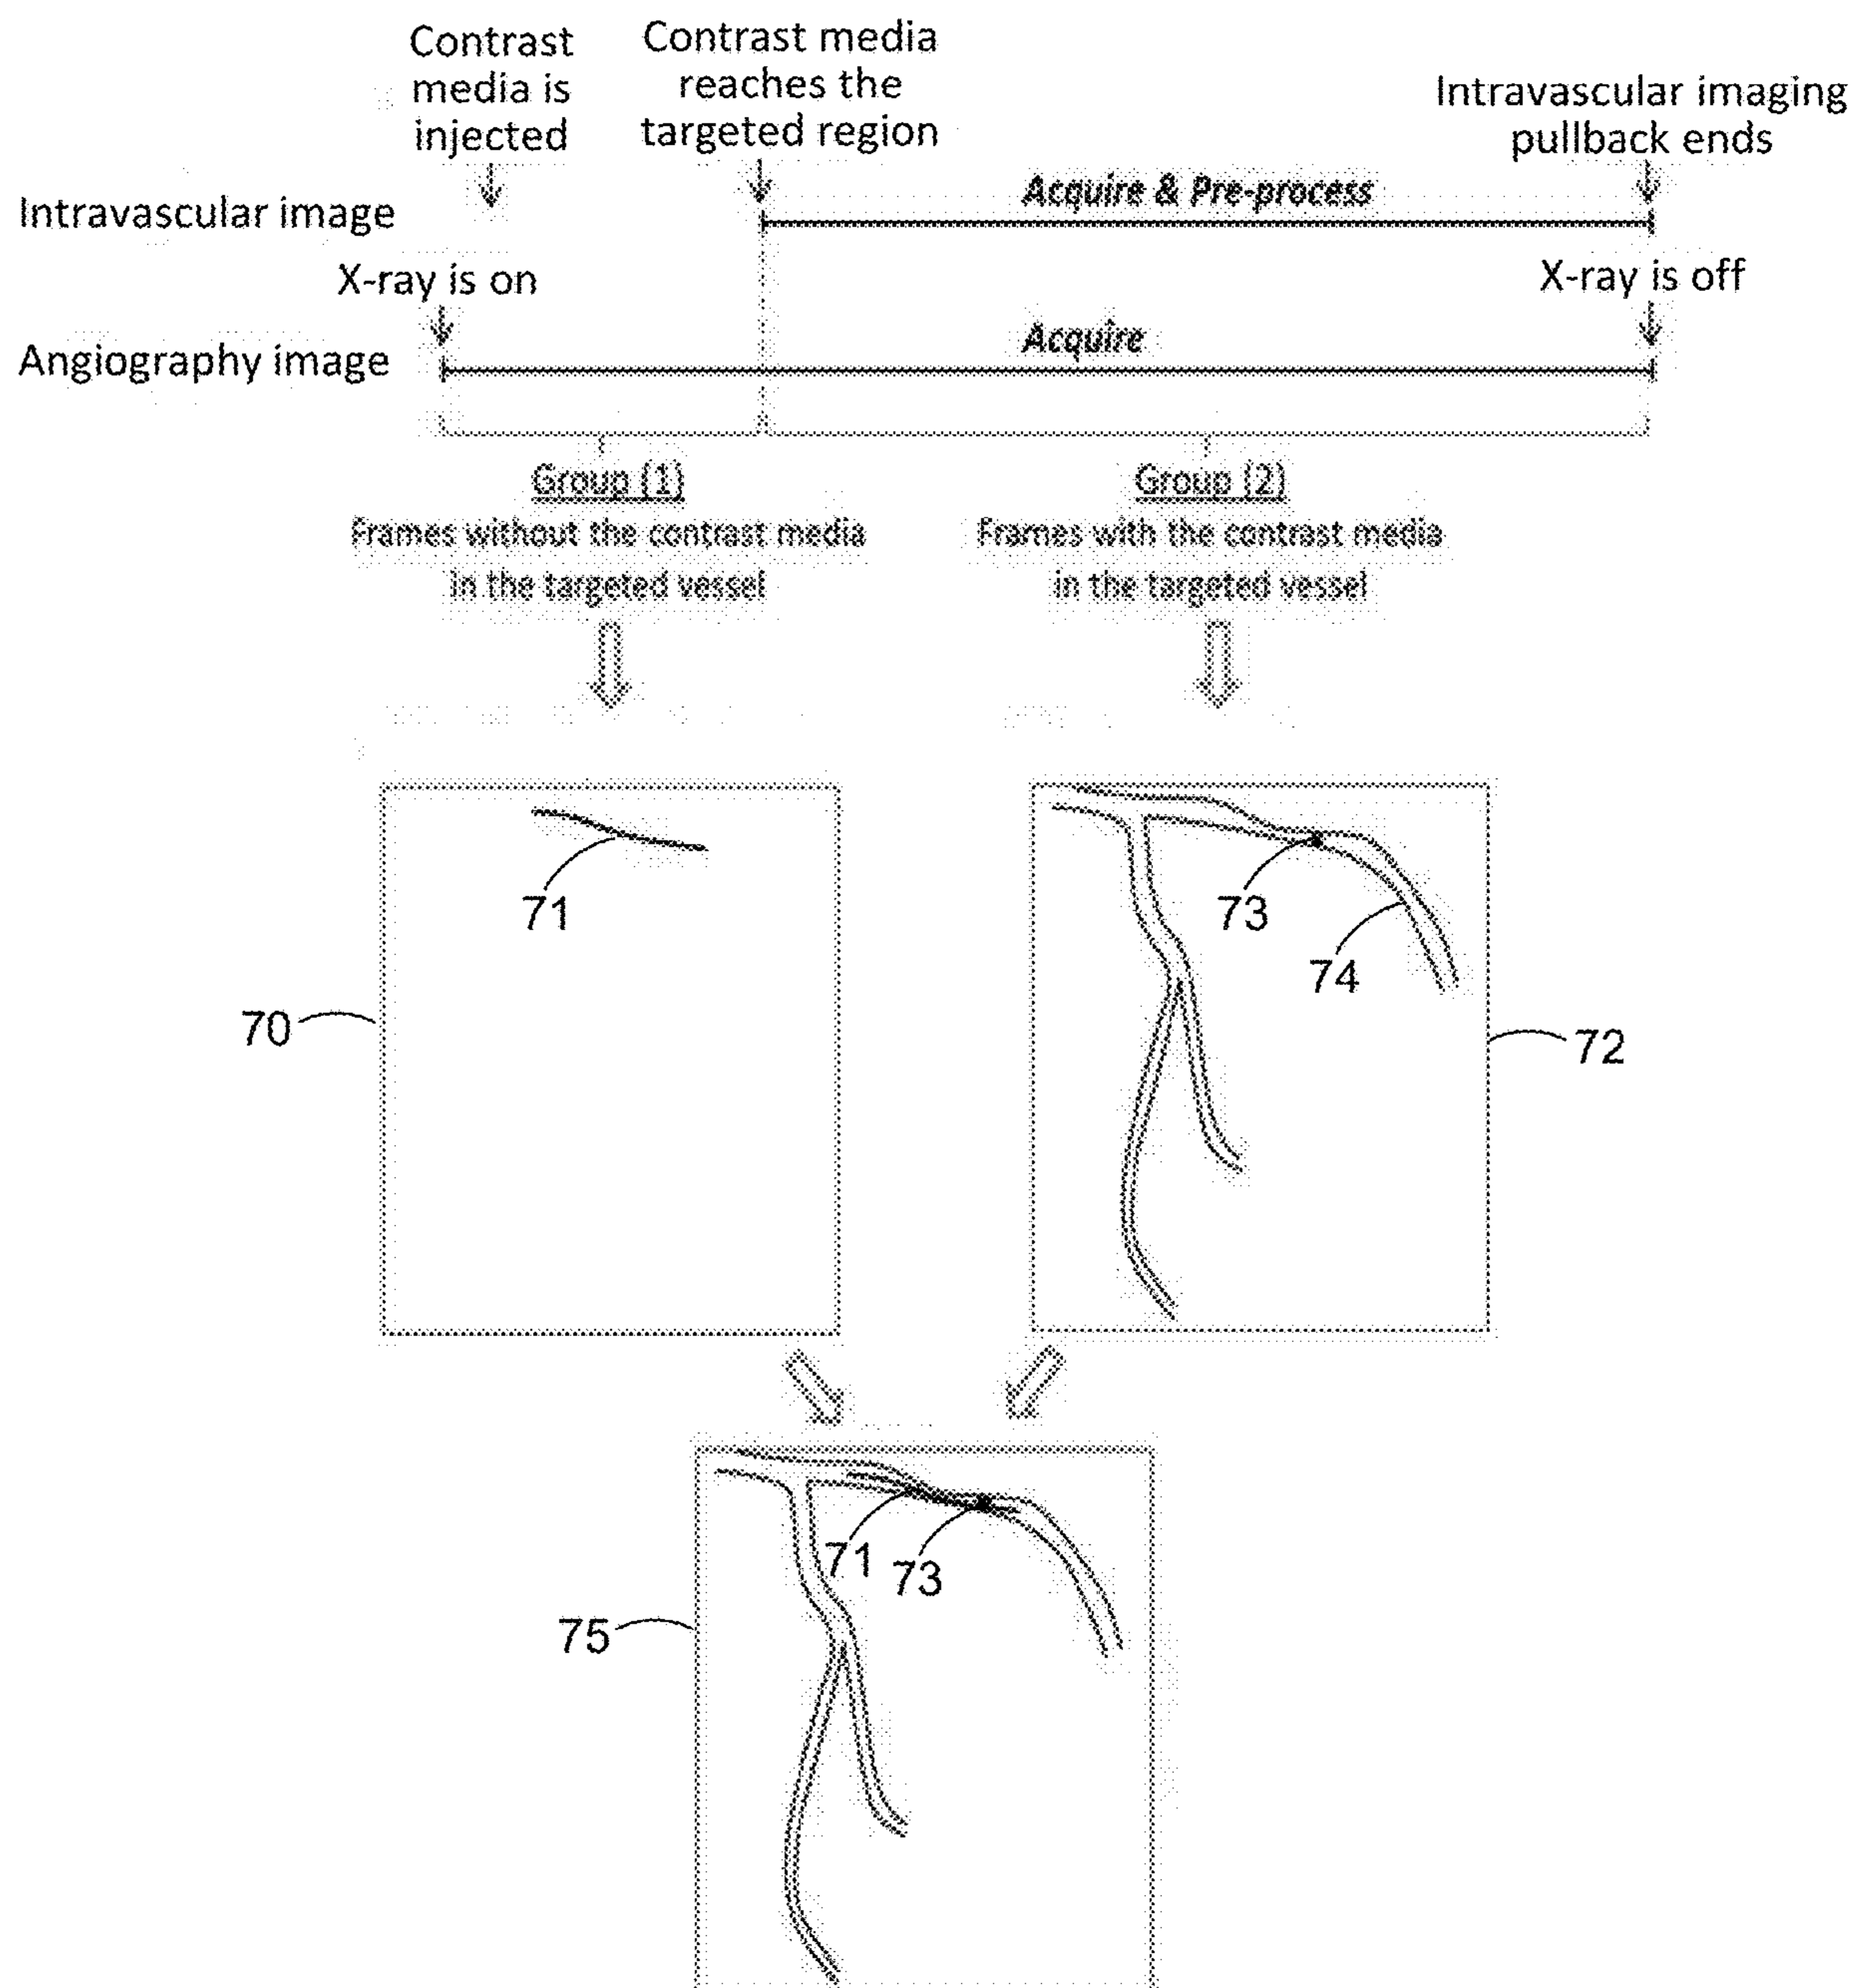 Contrast
media is
injected
Contrast media
reaches the
targeted region
Intravascular imaging
pullback ends
Intravascular image
Acquire & Pre-process
X-ray is on
X-ray is off
Angiography image
Acquire
Group (1)
Frames without the contrast media
in the targeted vessel
Group (2)
Frames with the contrast media
in the targeted vessel
71
73
74
70
72
71
73
75